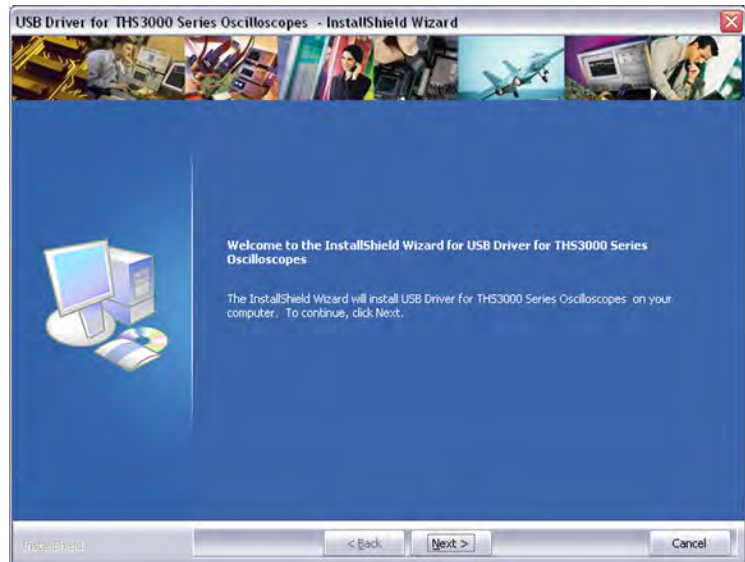 USB Driver for THS3000 Series Oscilloscopes - InstallShield Wizard
Welcome to the InstallShield Wizard for USB Driver for THS3000 Series
Oscilloscopes
The InstallShield Wizard will install USB Driver for THS3000 Series Oscilloscopes on your
computer. To continue, click Next.
InstallShield
< Back
Next >
Cancel